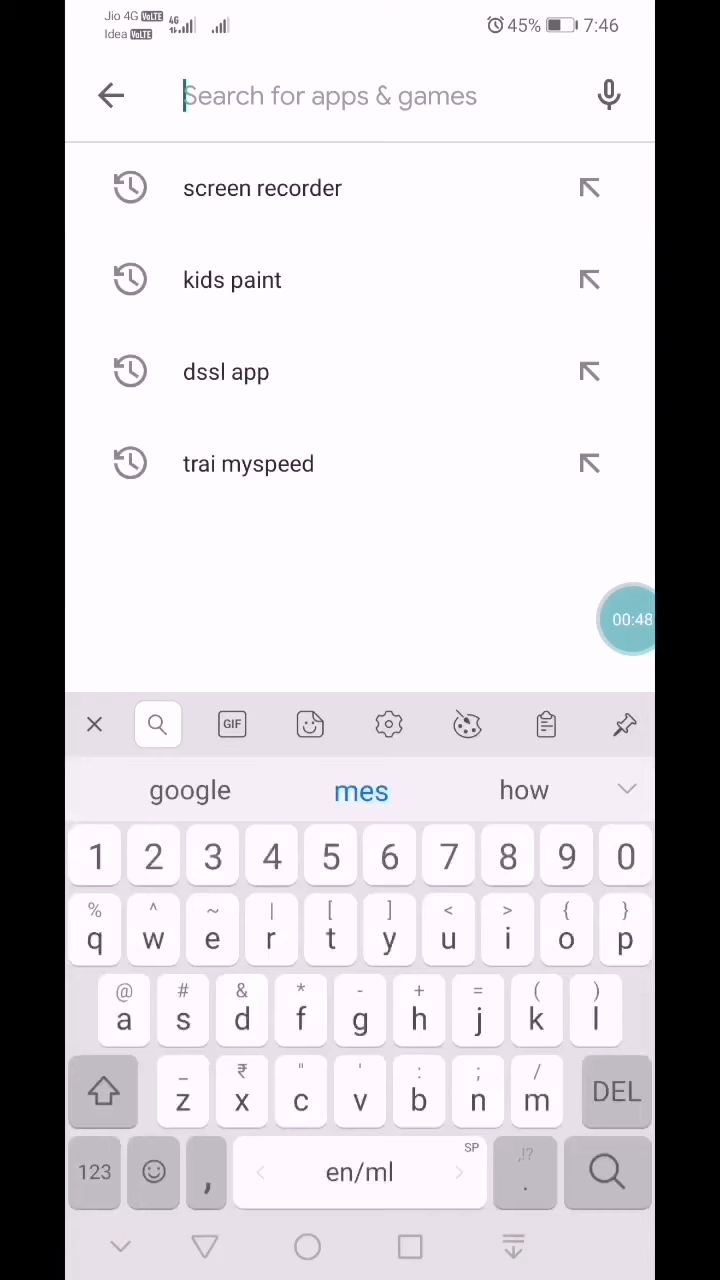 Jio 4G VoLTE 4G 45% 7:46
Idea VoLTE
Search for apps & games
screen recorder
kids paint
dssl app
trai myspeed
00:48
GIF
google mes how
1 2 3 4 5 6 7 8 9 0
% ^ ~ | [ ] < > { }
q w e r t y u i o p
@ # & * - + = ( )
a s d f g h j k l
_ ₹ " ' : ; /
z x c v b n m DEL
SP ,!?
123 , < en/ml > .